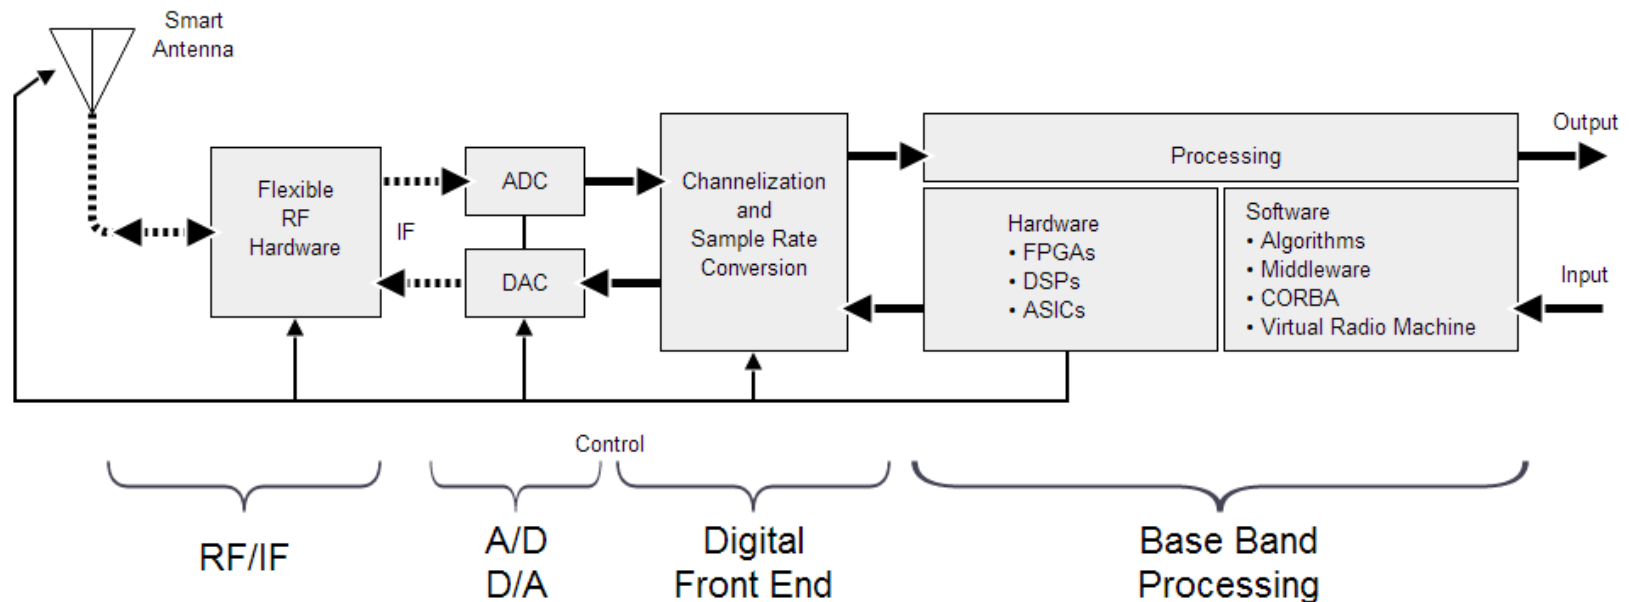 Smart
Antenna
Flexible
RF
Hardware
IF
ADC
DAC
Channelization
and
Sample Rate
Conversion
Processing
Hardware
• FPGAs
• DSPs
• ASICs
Software
• Algorithms
• Middleware
• CORBA
• Virtual Radio Machine
Output
Input
Control
RF/IF
A/D
D/A
Digital
Front End
Base Band
Processing